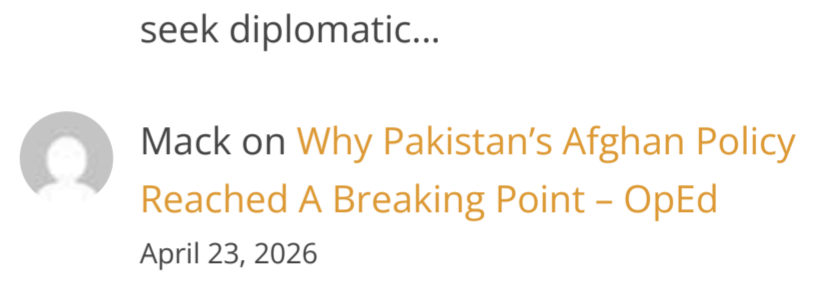 seek diplomatic...
Mack on Why Pakistan’s Afghan Policy
Reached A Breaking Point – OpEd
April 23, 2026